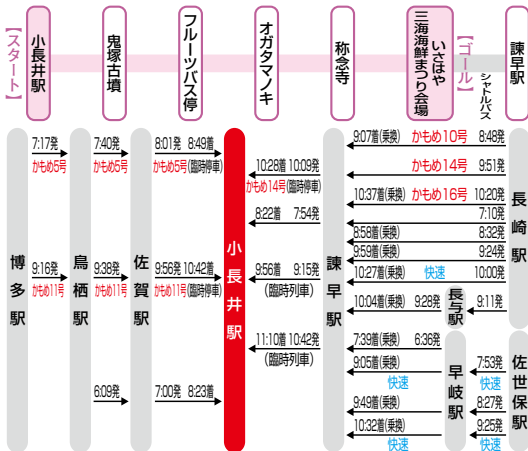 【スタート】
小長井駅
鬼塚古墳
フルーツバス停
オガタマノキ
称念寺
いさはや
三海海鮮まつり会場
【ゴール】
シャトルバス
諫早駅
博多駅
鳥栖駅
佐賀駅
小長井駅
諫早駅
長与駅
早岐駅
長崎駅
佐世保駅
7:17発
かもめ5号
7:40発
かもめ5号
8:01発 8:49着
かもめ5号(臨時停車)
9:16発
かもめ11号
9:38発
かもめ11号
9:56発 10:42着
かもめ11号(臨時停車)
6:09発
7:00発 8:23着
10:28着 10:09発
かもめ14号(臨時停車)
8:22着 7:54発
9:56着 9:15発
(臨時列車)
11:10着 10:42発
(臨時列車)
9:07着(乗換) かもめ10号 8:48発
かもめ14号 9:51発
10:37着(乗換) かもめ16号 10:20発
7:10発
8:58着(乗換) 8:32発
9:59着(乗換) 9:24発
10:27着(乗換) 快速 10:00発
10:04着(乗換) 9:28発 9:11発
7:39着(乗換) 6:36発
9:05着(乗換) 7:53発
快速 快速
9:49着(乗換) 8:27発
10:32着(乗換) 9:25発
快速 快速